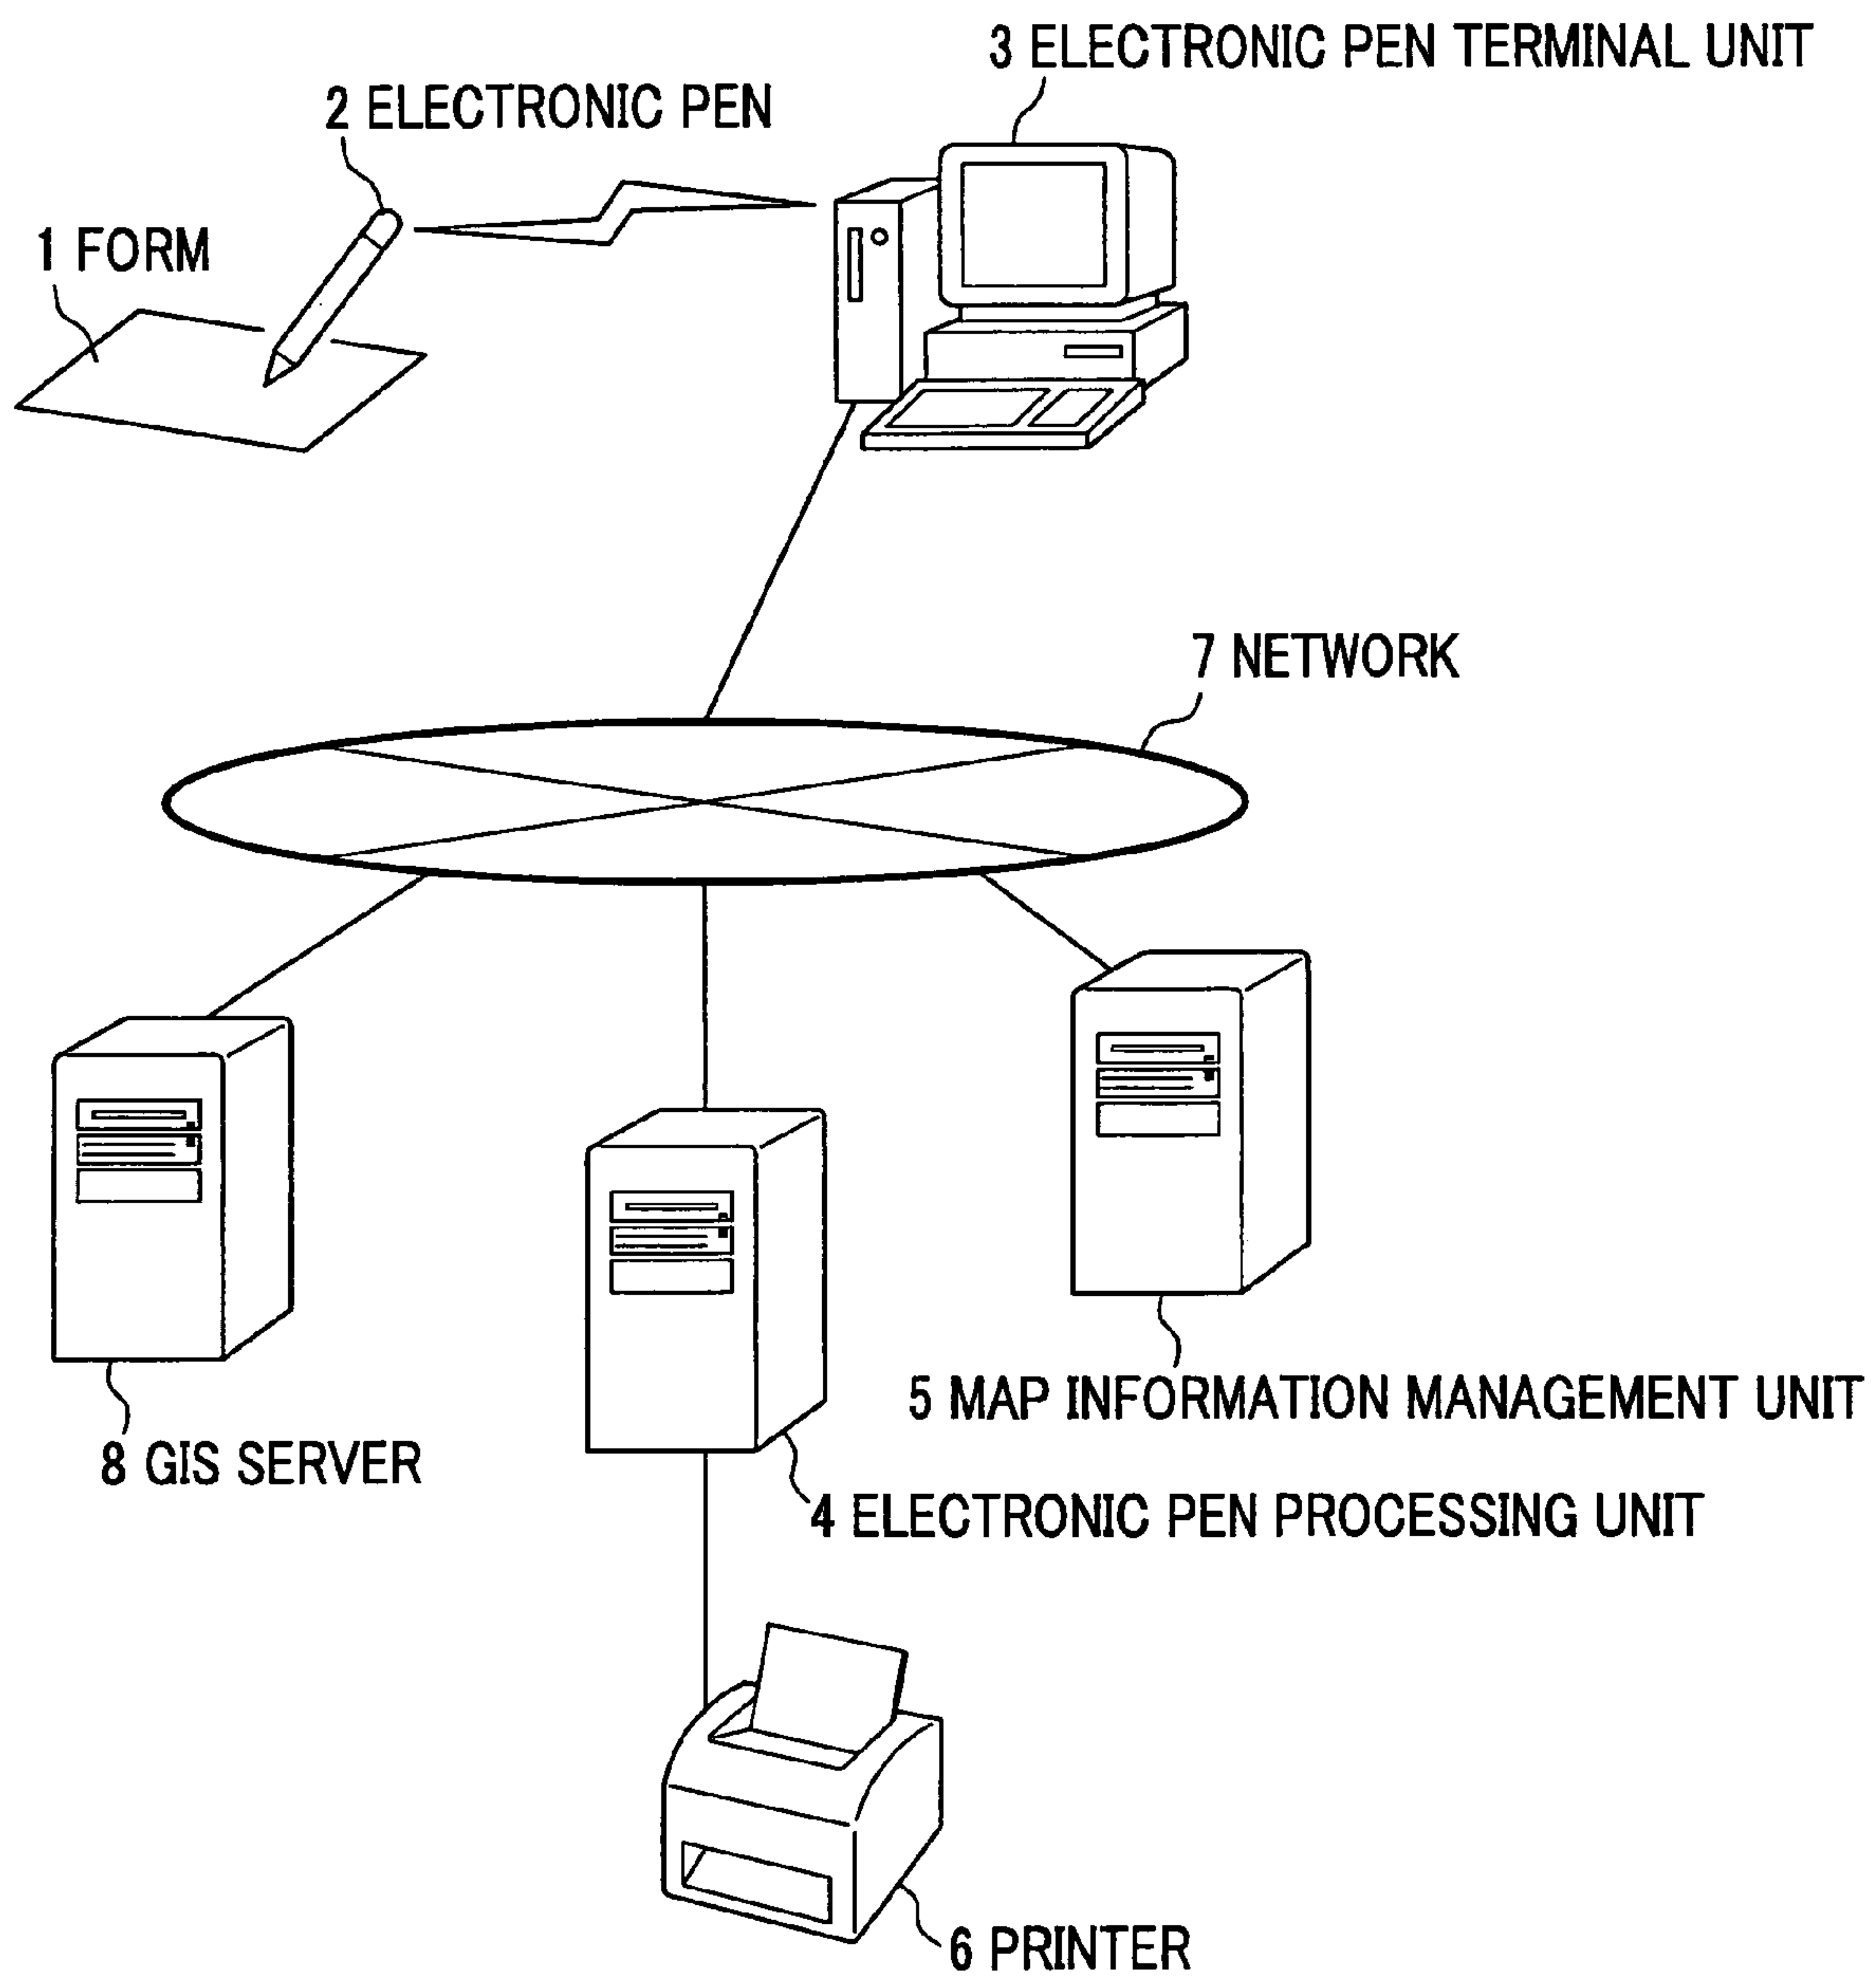 3 ELECTRONIC PEN TERMINAL UNIT
2 ELECTRONIC PEN
1 FORM
7 NETWORK
5 MAP INFORMATION MANAGEMENT UNIT
8 GIS SERVER
4 ELECTRONIC PEN PROCESSING UNIT
6 PRINTER